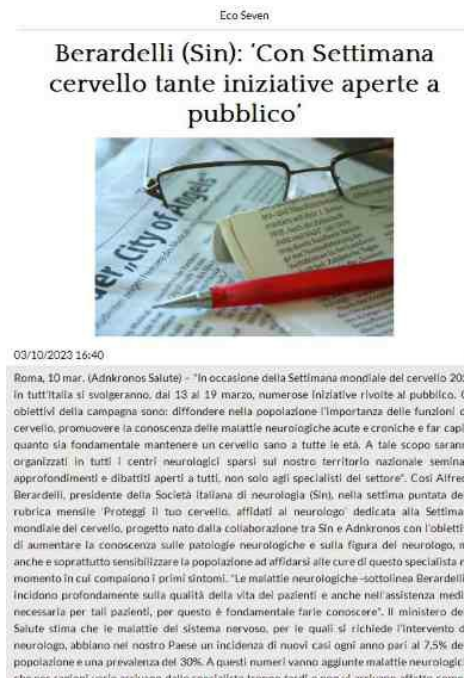 Eco Seven
Berardelli (Sin): 'Con Settimana
cervello tante iniziative aperte a
pubblico'
der „City of Angels"
03/10/2023 16:40
Roma, 10 mar. (Adnkronos Salute) – "In occasione della Settimana mondiale del cervello
in tutt'Italia si svolgeranno, dal 13 al 19 marzo, numerose iniziative rivolte al pubblico.
obiettivi della campagna sono: diffondere nella popolazione l'importanza delle funzioni
cervello, promuovere la conoscenza delle malattie neurologiche acute e croniche e far
quanto sia fondamentale mantenere un cervello sano a tutte le età. A tale scopo
organizzati in tutti i centri neurologici sparsi sul nostro territorio nazionale
approfondimenti e dibattiti aperti a tutti, non solo agli specialisti del settore". Così
Berardelli, presidente della Società italiana di neurologia (Sin), nella settima puntata
rubrica mensile 'Proteggi il tuo cervello, affidati al neurologo' dedicata alla
mondiale del cervello, progetto nato dalla collaborazione tra Sin e Adnkronos con
di aumentare la conoscenza sulle patologie neurologiche e sulla figura del neurologo,
anche e soprattutto sensibilizzare la popolazione ad affidarsi alle cure di questo specialista
momento in cui compaiono i primi sintomi. "Le malattie neurologiche -sottolinea Berardelli
incidono profondamente sulla qualità della vita dei pazienti e anche nell'assistenza
necessaria per tali pazienti, per questo è fondamentale farle conoscere". Il ministero
Salute stima che le malattie del sistema nervoso, per le quali si richiede l'intervento
neurologo, abbiano nel nostro Paese un incidenza di nuovi casi ogni anno pari al 7,5%
popolazione e una prevalenza del 30%. A questi numeri vanno aggiunte malattie